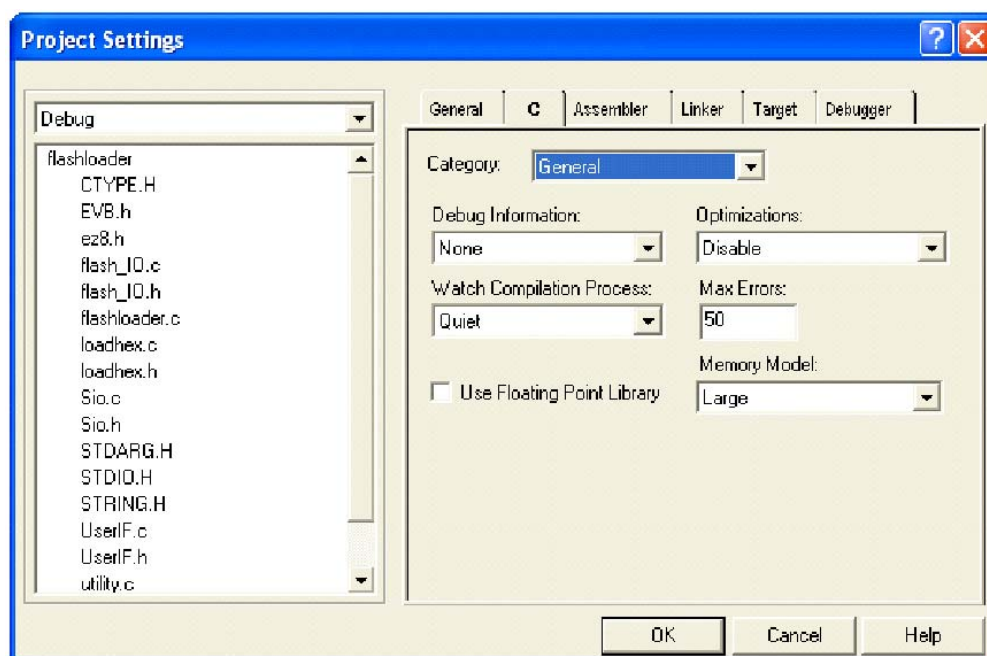 Project Settings
Debug
flashloader
CTYPE.H
EVB.h
ez8.h
flash_IO.c
flash_IO.h
flashloader.c
loadhex.c
loadhex.h
Sio.c
Sio.h
STDARG.H
STDIO.H
STRING.H
UserIF.c
UserIF.h
utility.c
General C Assembler Linker Target Debugger
Category: General
Debug Information: Optimizations:
None Disable
Watch Compilation Process: Max Errors:
Quiet 50
Memory Model:
Use Floating Point Library Large
OK Cancel Help